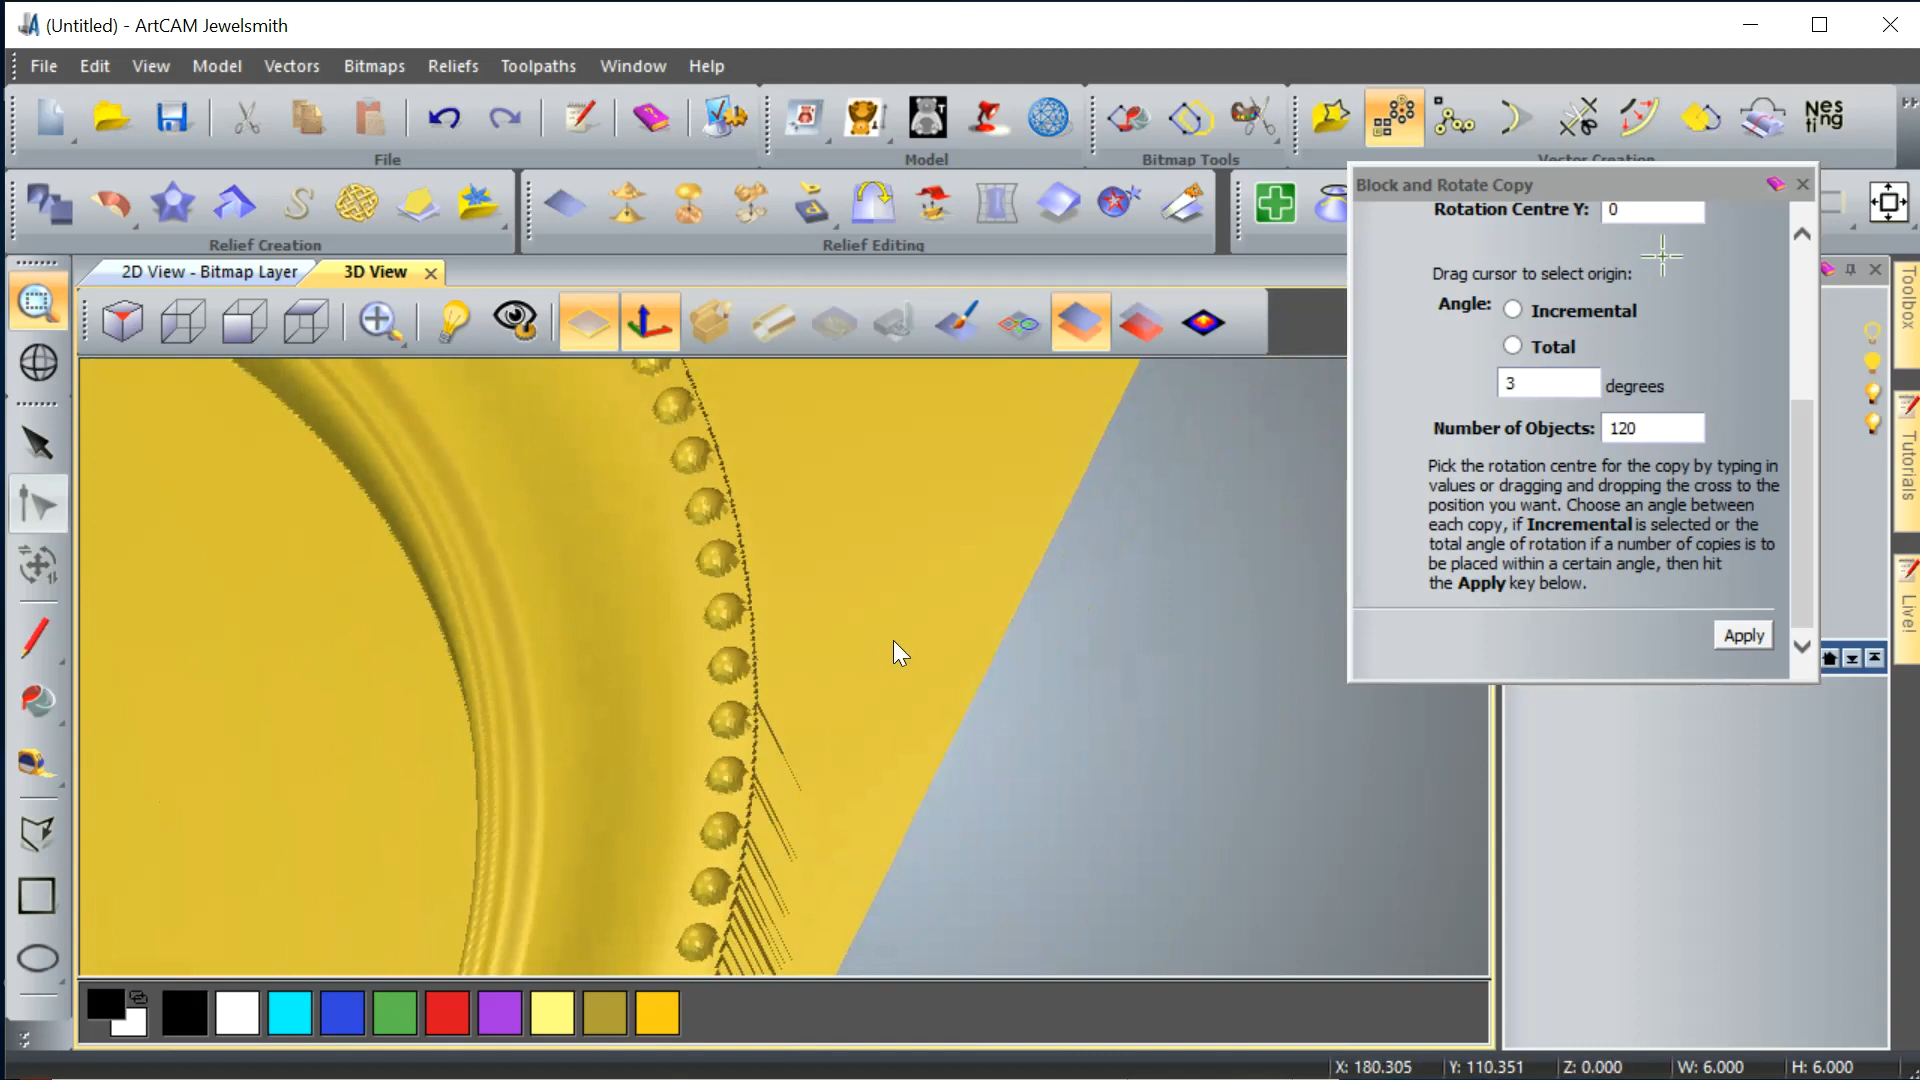 (Untitled) - ArtCAM Jewelsmith
File Edit View Model Vectors Bitmaps Reliefs Toolpaths Window Help
Nes
ting
File
Model
Bitmap Tools
Vector Creation
Relief Creation
Relief Editing
2D View - Bitmap Layer
3D View
Block and Rotate Copy
Rotation Centre Y: 0
Drag cursor to select origin:
Angle: Incremental
Total
3 degrees
Number of Objects: 120
Pick the rotation centre for the copy by typing in
values or dragging and dropping the cross to the
position you want. Choose an angle between
each copy, if Incremental is selected or the
total angle of rotation if a number of copies is to
be placed within a certain angle, then hit
the Apply key below.
Apply
Toolbox
Tutorials
Live!
X: 180.305 Y: 110.351 Z: 0.000 W: 6.000 H: 6.000